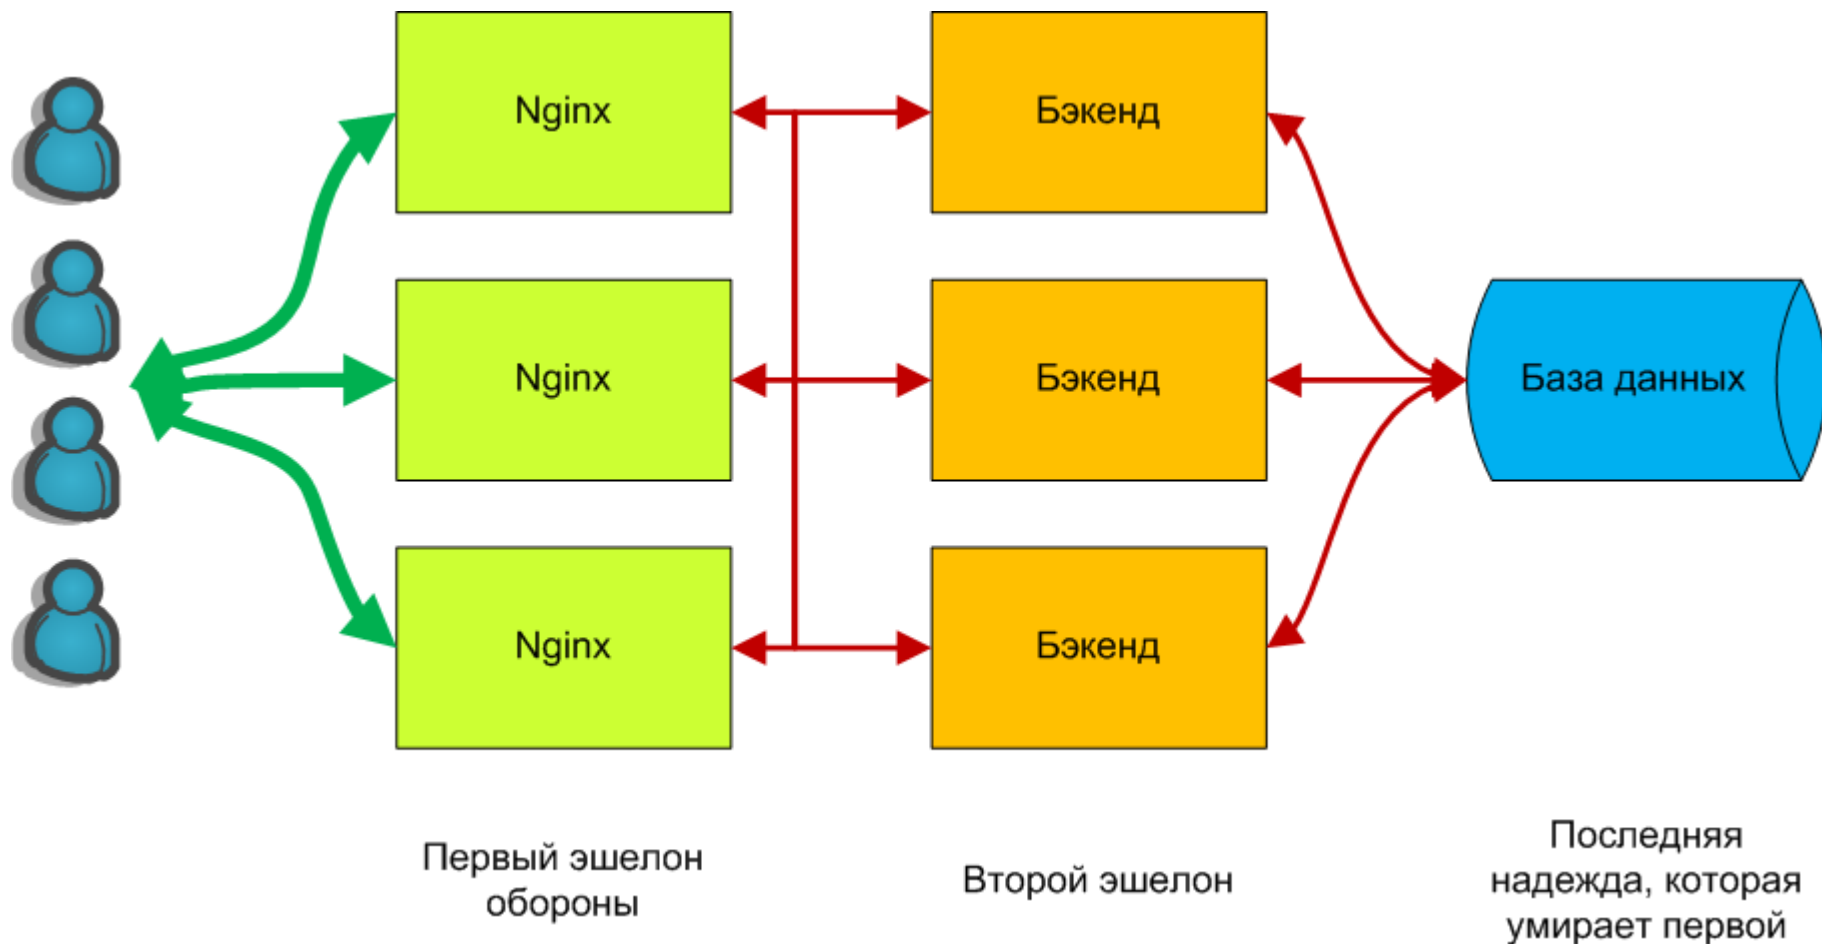 Nginx
Бэкенд
Nginx
Бэкенд
База данных
Nginx
Бэкенд
Первый эшелон
обороны
Второй эшелон
Последняя
надежда, которая
умирает первой